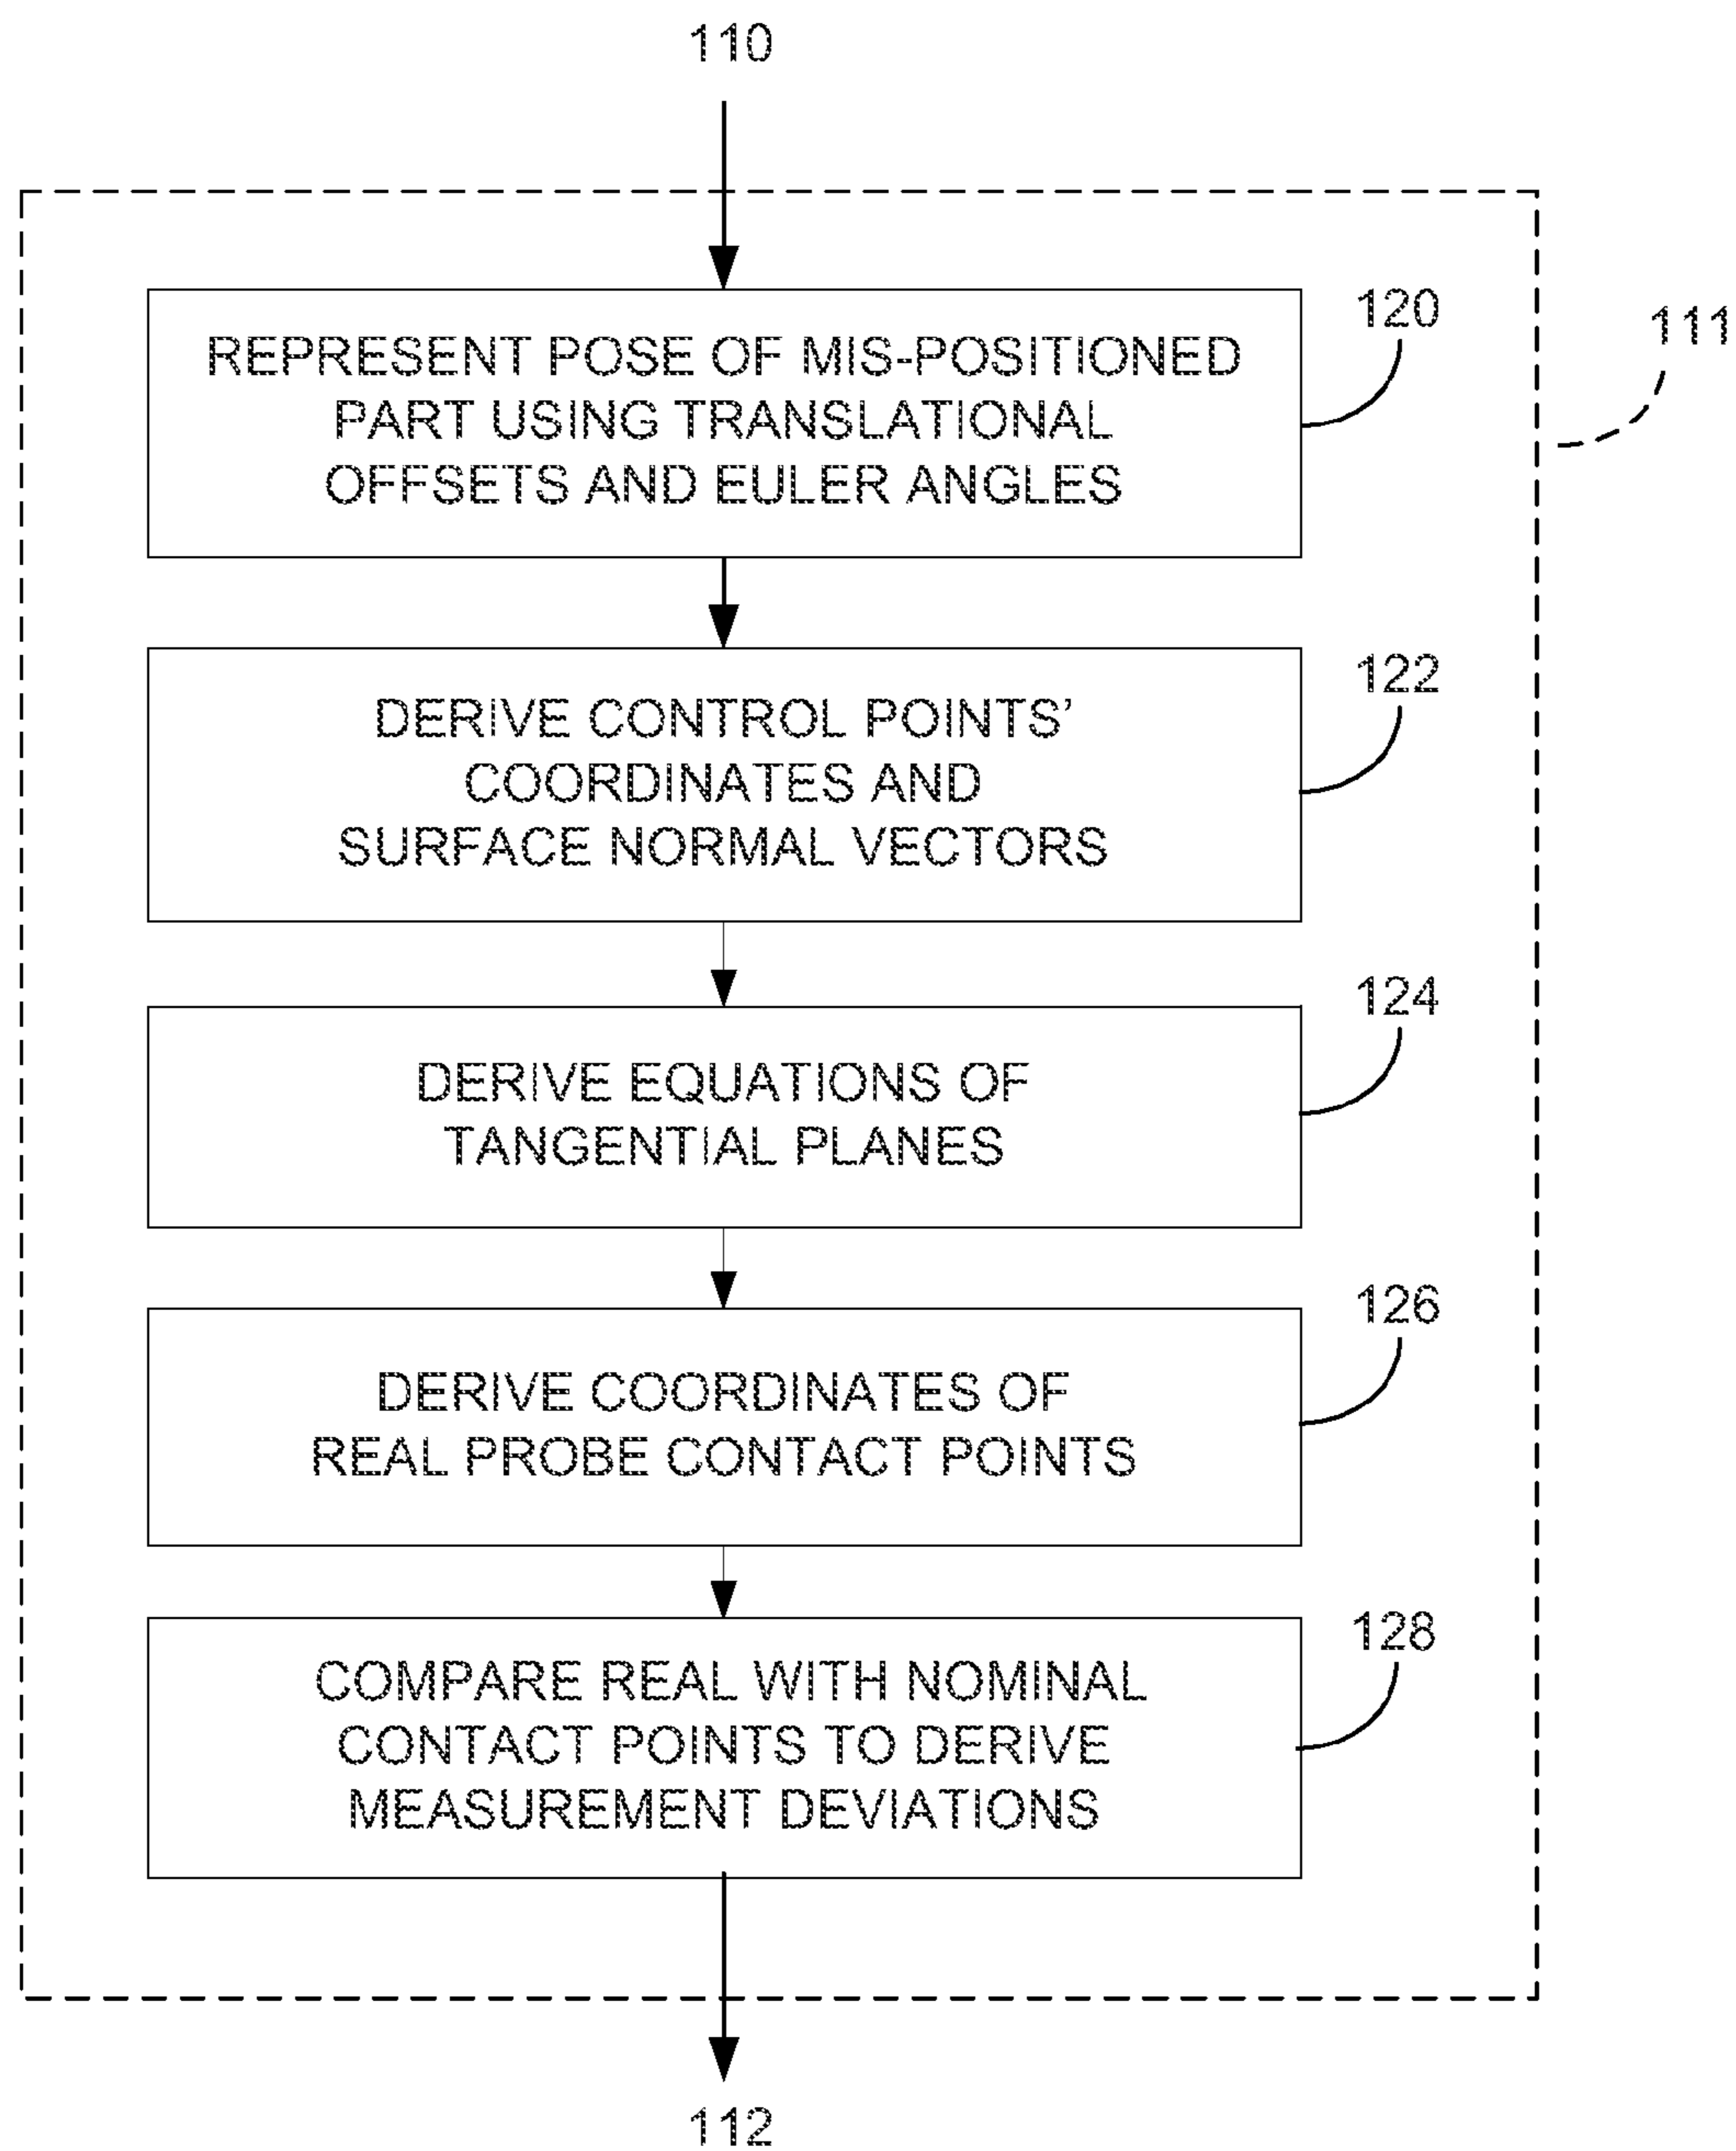 110
REPRESENT POSE OF MIS-POSITIONED
PART USING TRANSLATIONAL
OFFSETS AND EULER ANGLES
120
111
DERIVE CONTROL POINTS’
COORDINATES AND
SURFACE NORMAL VECTORS
122
DERIVE EQUATIONS OF
TANGENTIAL PLANES
124
DERIVE COORDINATES OF
REAL PROBE CONTACT POINTS
126
COMPARE REAL WITH NOMINAL
CONTACT POINTS TO DERIVE
MEASUREMENT DEVIATIONS
128
112